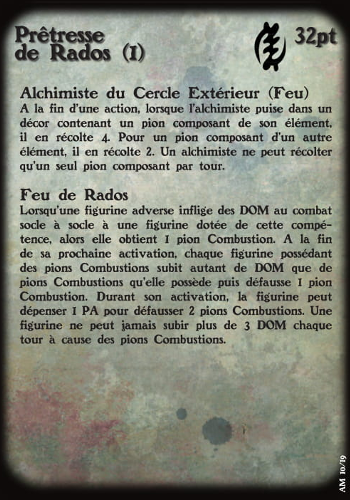 Prêtresse
de Rados (1)
32pt
Alchimiste du Cercle Extérieur (Feu)
A la fin d'une action, lorsque l'alchimiste puise dans un
décor contenant un pion composant de son élément,
il en récolte 4. Pour un pion composant d'un autre
élément, il en récolte 2. Un alchimiste ne peut récolter
qu'un seul pion composant par tour.
Feu de Rados
Lorsqu'une figurine adverse inflige des DOM au combat
socle à socle à une figurine dotée de cette compé-
tence, alors elle obtient 1 pion Combustion. A la fin
de sa prochaine activation, chaque figurine possédant
des pions Combustions subit autant de DOM que de
pions Combustions qu'elle possède puis défausse 1 pion
Combustion. Durant son activation, la figurine peut
dépenser 1 PA pour défausser 2 pions Combustions. Une
figurine ne peut jamais subir plus de 3 DOM chaque
tour à cause des pions Combustions.
AM 10/19